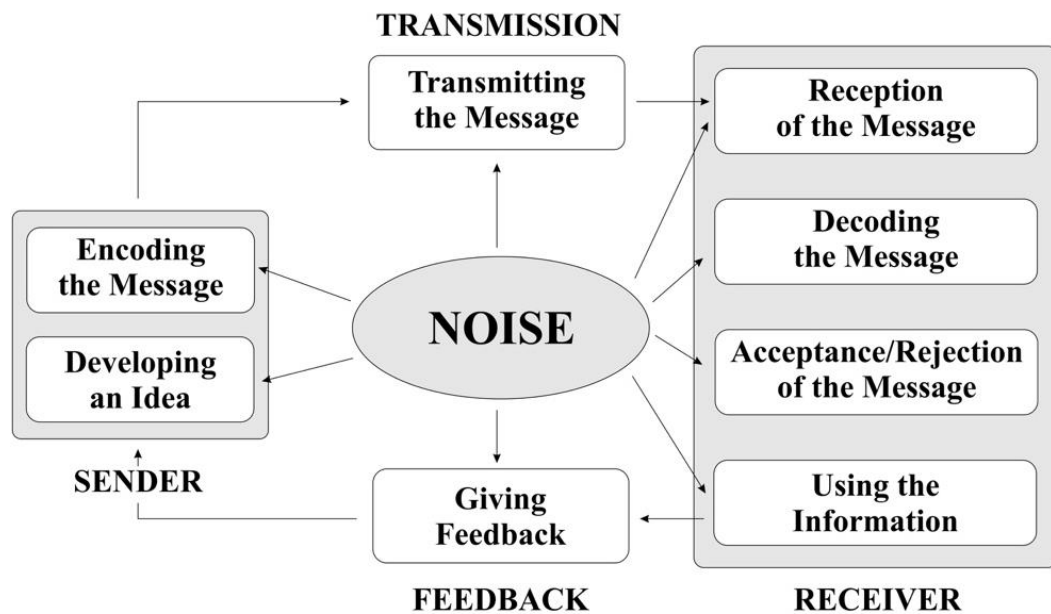 TRANSMISSION
Transmitting
the Message
Reception
of the Message
Decoding
the Message
Acceptance/Rejection
of the Message
Using the
Information
RECEIVER
Encoding
the Message
Developing
an Idea
SENDER
NOISE
Giving
Feedback
FEEDBACK